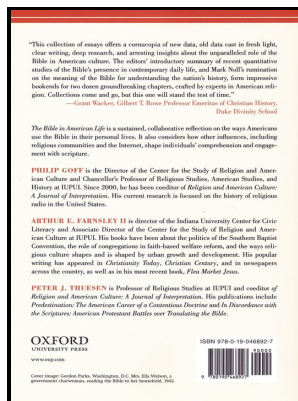 "This collection of essays offers a cornucopia of new data, old data cast in fresh light,
clear writing, deep research, and arresting insights about the unparalleled role of the
Bible in American culture. The editors' introductory summary of recent quantitative
studies of the Bible's presence in contemporary daily life, and Mark Noll's rumination
on the meaning of the Bible for understanding the nation's history, form impressive
bookends for two dozen groundbreaking chapters, crafted by experts in American reli-
gion. Collections come and go, but this one will stand the test of time."
—Grant Wacker, Gilbert T. Rowe Professor Emeritus of Christian History,
Duke Divinity School
The Bible in American Life is a sustained, collaborative reflection on the ways Americans
use the Bible in their personal lives. It also considers how other influences, including
religious communities and the Internet, shape individuals' comprehension and engage-
ment with scripture.
PHILIP GOFF is the Director of the Center for the Study of Religion and Amer-
ican Culture and Chancellor's Professor of Religious Studies, American Studies, and
History at IUPUI. Since 2000, he has been coeditor of Religion and American Culture:
A Journal of Interpretation. His current research is focused on the history of religious
radio in the United States.
ARTHUR E. FARNSLEY II is director of the Indiana University Center for Civic
Literacy and Associate Director of the Center for the Study of Religion and Amer-
ican Culture at IUPUI. His books have been about the politics of the Southern Baptist
Convention, the role of congregations in faith-based welfare reform, and the ways reli-
gious culture shapes and is shaped by urban growth and development. His popular
writing has appeared in Christianity Today, Christian Century, and in newspapers
across the country, as well as in his most recent book, Flea Market Jesus.
PETER J. THUESEN is Professor of Religious Studies at IUPUI and coeditor of
Religion and American Culture: A Journal of Interpretation. His publications include
Predestination: The American Career of a Contentious Doctrine and In Discordance with
the Scriptures: American Protestant Battles over Translating the Bible.
OXFORD
UNIVERSITY PRESS
www.oup.com
ISBN 978-0-19-046892-7
90000
9 780190 468927
Cover image: Gordon Parks, Washington, D.C. Mrs. Ella Watson, a
government charwoman, reading the Bible to her household, 1942.